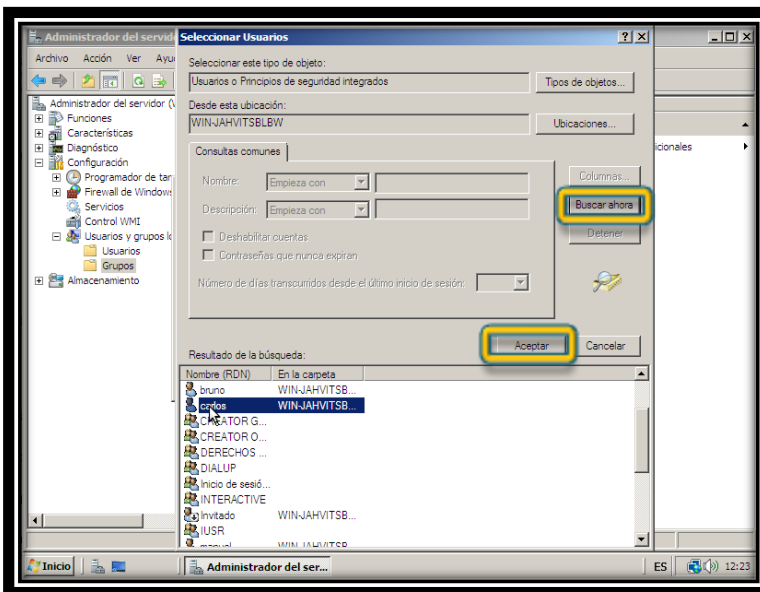 Administrador del servid
Seleccionar Usuarios
Archivo Acción Ver Ayu
Seleccionar este tipo de objeto:
Usuarios o Principios de seguridad integrados
Tipos de objetos...
Desde esta ubicación:
WIN-JAHVITSBLBW
Ubicaciones...
Administrador del servidor (
Funciones
Características
Diagnóstico
Configuración
Programador de tar
Firewall de Windows
Servicios
Control WMI
Usuarios y grupos lo
Usuarios
Grupos
Almacenamiento
Consultas comunes
Nombre: Empieza con
Descripción: Empieza con
Deshabilitar cuentas
Contraseñas que nunca expiran
Número de días transcurridos desde el último inicio de sesión:
Columnas...
Buscar ahora
Detener
icionales
Aceptar
Cancelar
Resultado de la búsqueda:
Nombre (RDN) En la carpeta
bruno WIN-JAHVITSB...
carlos WIN-JAHVITSB...
CREATOR G...
CREATOR O...
DERECHOS ...
DIALUP
Inicio de sesió...
INTERACTIVE
Invitado WIN-JAHVITSB...
IUSR
manual WIN-JAHVITSB
Inicio
Administrador del ser...
ES
12:23